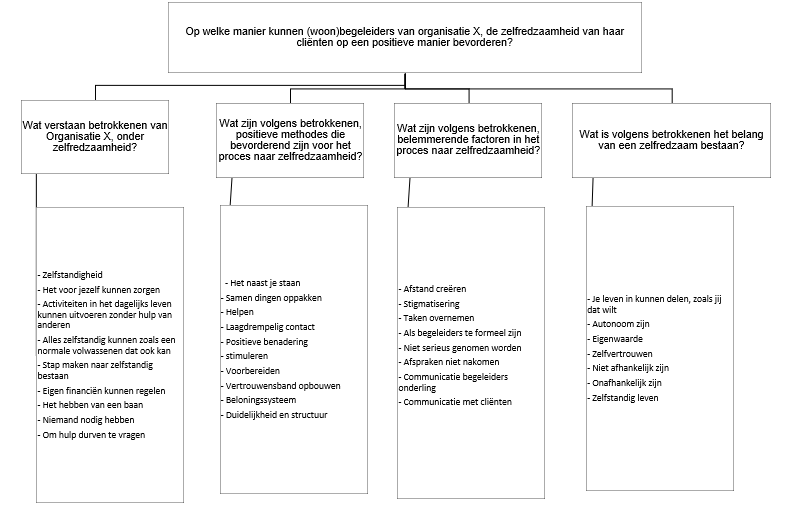 Op welke manier kunnen (woon)begeleiders van organisatie X, de zelfredzaamheid van haar
cliënten op een positieve manier bevorderen?
Wat verstaan betrokkenen van
Organisatie X, onder
zelfredzaamheid?
Wat zijn volgens betrokkenen,
positieve methodes die
bevorderend zijn voor het
proces naar zelfredzaamheid?
Wat zijn volgens betrokkenen,
belemmerende factoren in het
proces naar zelfredzaamheid?
Wat is volgens betrokkenen het belang
van een zelfredzaam bestaan?
- Zelfstandigheid
- Het voor jezelf kunnen zorgen
- Activiteiten in het dagelijks leven
kunnen uitvoeren zonder hulp van
anderen
- Alles zelfstandig kunnen zoals een
normale volwassenen dat ook kan
- Stap maken naar zelfstandig
bestaan
- Eigen financiën kunnen regelen
- Het hebben van een baan
- Niemand nodig hebben
- Om hulp durven te vragen
- Het naast je staan
- Samen dingen oppakken
- Helpen
- Laagdrempelig contact
- Positieve benadering
- stimuleren
- Voorbereiden
- Vertrouwensband opbouwen
- Beloningssysteem
- Duidelijkheid en structuur
- Afstand creëren
- Stigmatisering
- Taken overnemen
- Als begeleiders te formeel zijn
- Niet serieus genomen worden
- Afspraken niet nakomen
- Communicatie begeleiders
onderling
- Communicatie met cliënten
- Je leven in kunnen delen, zoals jij
dat wilt
- Autonoom zijn
- Eigenwaarde
- Zelfvertrouwen
- Niet afhankelijk zijn
- Onafhankelijk zijn
- Zelfstandig leven